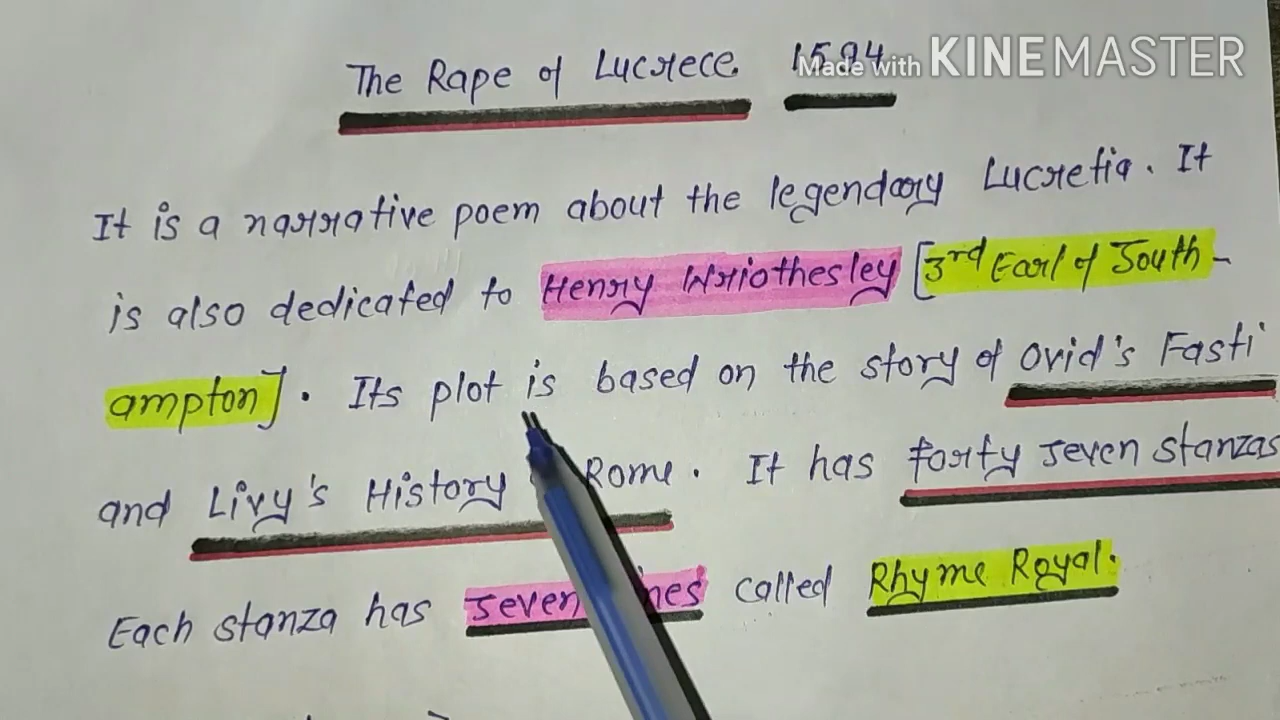 The Rape of Lucrece. 1594
Made with KINEMASTER
It is a narrative poem about the legendary Lucretia. It
is also dedicated to Henry Wriothesley [3rd Earl of South-
ampton]. Its plot is based on the story of Ovid's Fasti
and Livy's History Rome. It has forty seven stanzas
Each stanza has seven called Rhyme Royal.